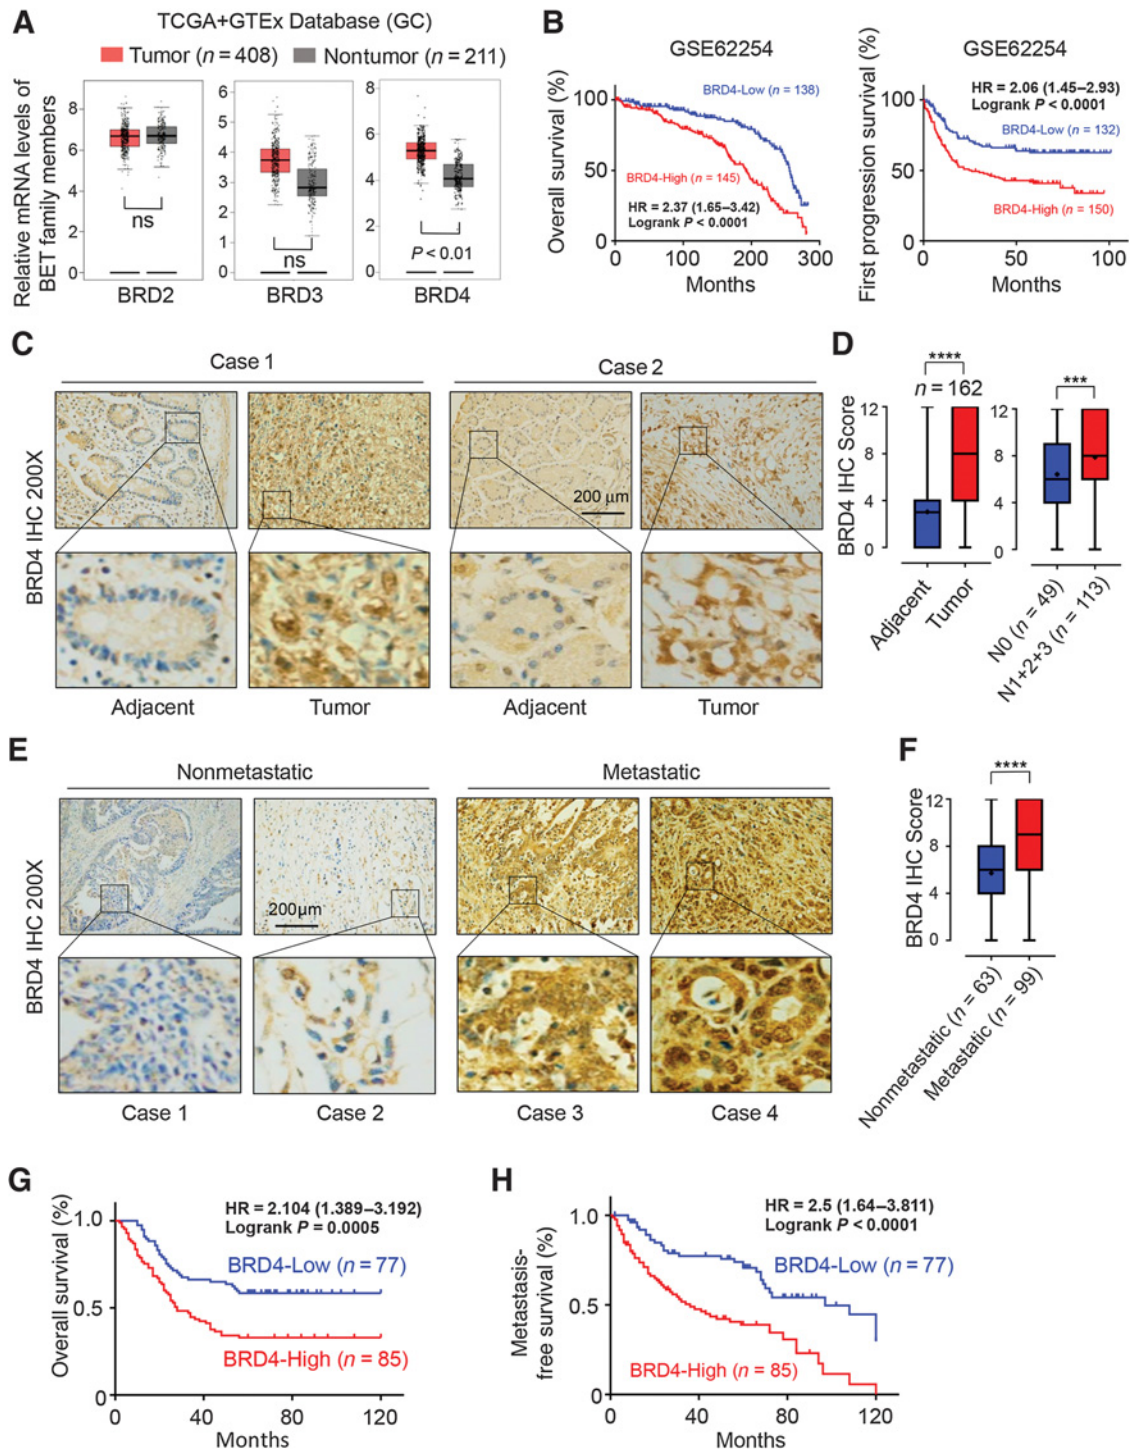 A
TCGA+GTEx Database (GC)
Tumor (n = 408) Nontumor (n = 211)
Relative mRNA levels of
BET family members
8
6
4
2
0
ns
BRD2
6
5
4
3
2
1
0
ns
BRD3
8
6
4
2
0
P < 0.01
BRD4
B
GSE62254
Overall survival (%)
100
50
0
BRD4-Low (n = 138)
BRD4-High (n = 145)
HR = 2.37 (1.65–3.42)
Logrank P < 0.0001
0 100 200 300
Months
GSE62254
First progression survival (%)
100
50
0
HR = 2.06 (1.45–2.93)
Logrank P < 0.0001
BRD4-Low (n = 132)
BRD4-High (n = 150)
0 50 100
Months
C
Case 1
Case 2
BRD4 IHC 200X
200 µm
Adjacent
Tumor
Adjacent
Tumor
D
BRD4 IHC Score
****
n = 162
12
8
4
0
Adjacent
Tumor
***
12
8
4
0
N0 (n = 49)
N1+2+3 (n = 113)
E
Nonmetastatic
Metastatic
BRD4 IHC 200X
200µm
Case 1
Case 2
Case 3
Case 4
F
BRD4 IHC Score
****
12
8
4
0
Nonmetastatic (n = 63)
Metastatic (n = 99)
G
Overall survival (%)
1.0
0.5
0
HR = 2.104 (1.389–3.192)
Logrank P = 0.0005
BRD4-Low (n = 77)
BRD4-High (n = 85)
0 40 80 120
Months
H
Metastasis-
free survival (%)
1.0
0.5
0
HR = 2.5 (1.64–3.811)
Logrank P < 0.0001
BRD4-Low (n = 77)
BRD4-High (n = 85)
0 40 80 120
Months